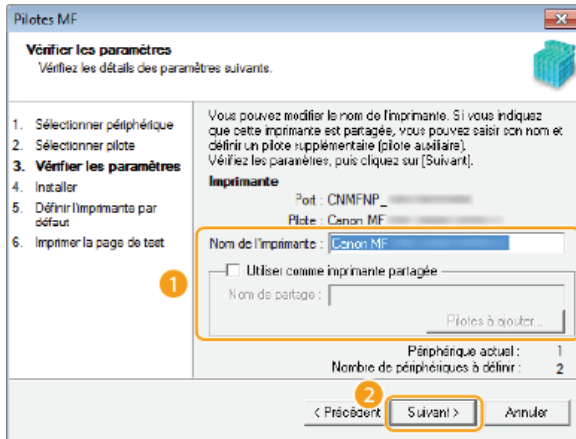 Pilotes MF
Vérifier les paramètres
Vérifiez les détails des paramètres suivants.
1. Sélectionner périphérique
2. Sélectionner pilote
3. Vérifier les paramètres
4. Installer
5. Définir l'imprimante par
défaut
6. Imprimer la page de test
Vous pouvez modifier le nom de l'imprimante. Si vous indiquez
que cette imprimante est partagée, vous pouvez saisir son nom et
définir un pilote supplémentaire (pilote auxiliaire).
Vérifiez les paramètres, puis cliquez sur [Suivant].
Imprimante
Port : CNMFNP_
Pilote : Canon MF
Nom de l'imprimante : Canon MF
1
Utiliser comme imprimante partagée
Nom de partage :
Pilotes à ajouter...
Périphérique actuel : 1
Nombre de périphériques à définir : 2
2
< Précédent
Suivant >
Annuler